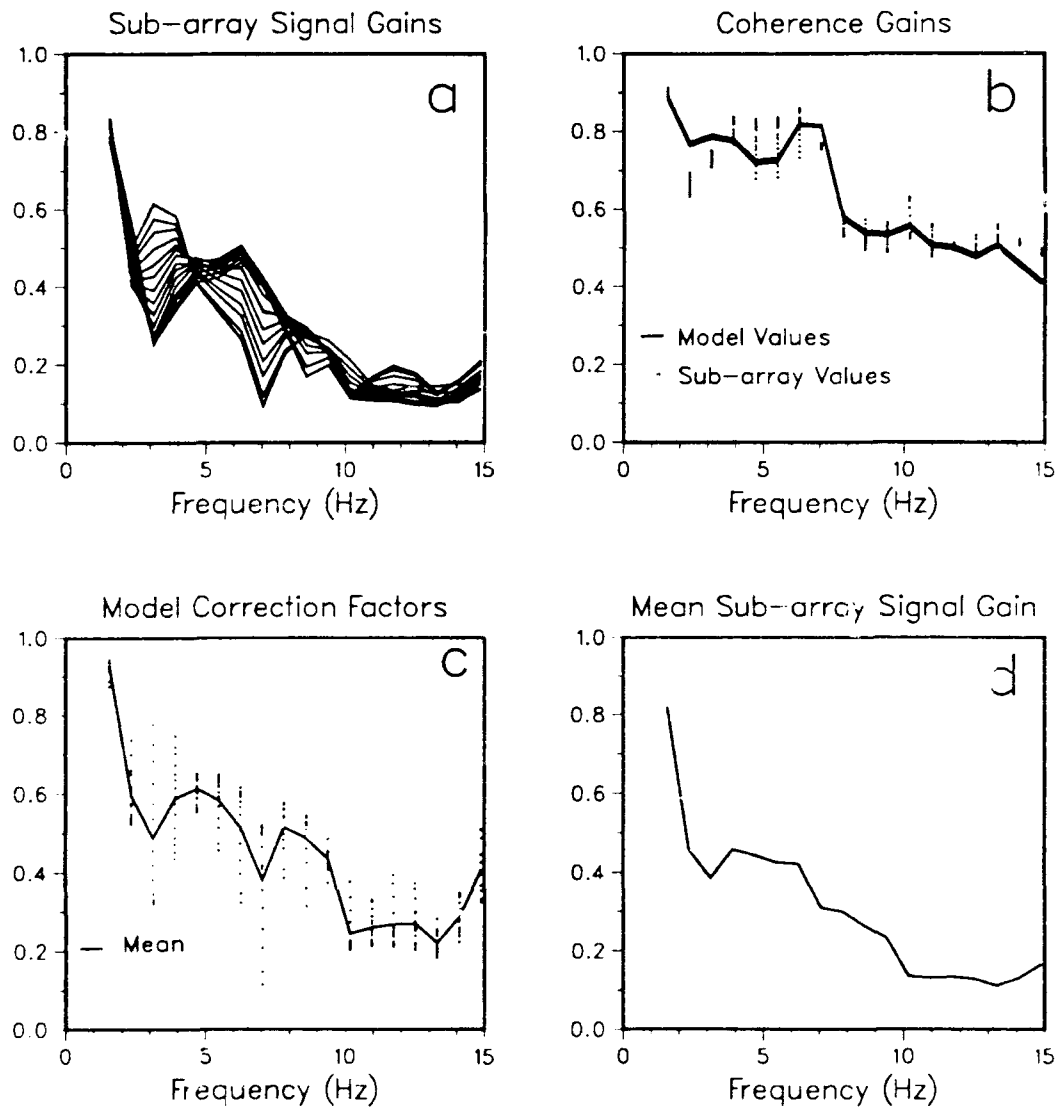 Sub-array Signal Gains
a
1.0
0.8
0.6
0.4
0.2
0.0
0 5 10 15
Frequency (Hz)
Coherence Gains
b
1.0
0.8
0.6
0.4
0.2
0.0
Model Values
Sub-array Values
0 5 10 15
Frequency (Hz)
Model Correction Factors
c
1.0
0.8
0.6
0.4
0.2
0.0
Mean
0 5 10 15
Frequency (Hz)
Mean Sub-array Signal Gain
d
1.0
0.8
0.6
0.4
0.2
0.0
0 5 10 15
Frequency (Hz)